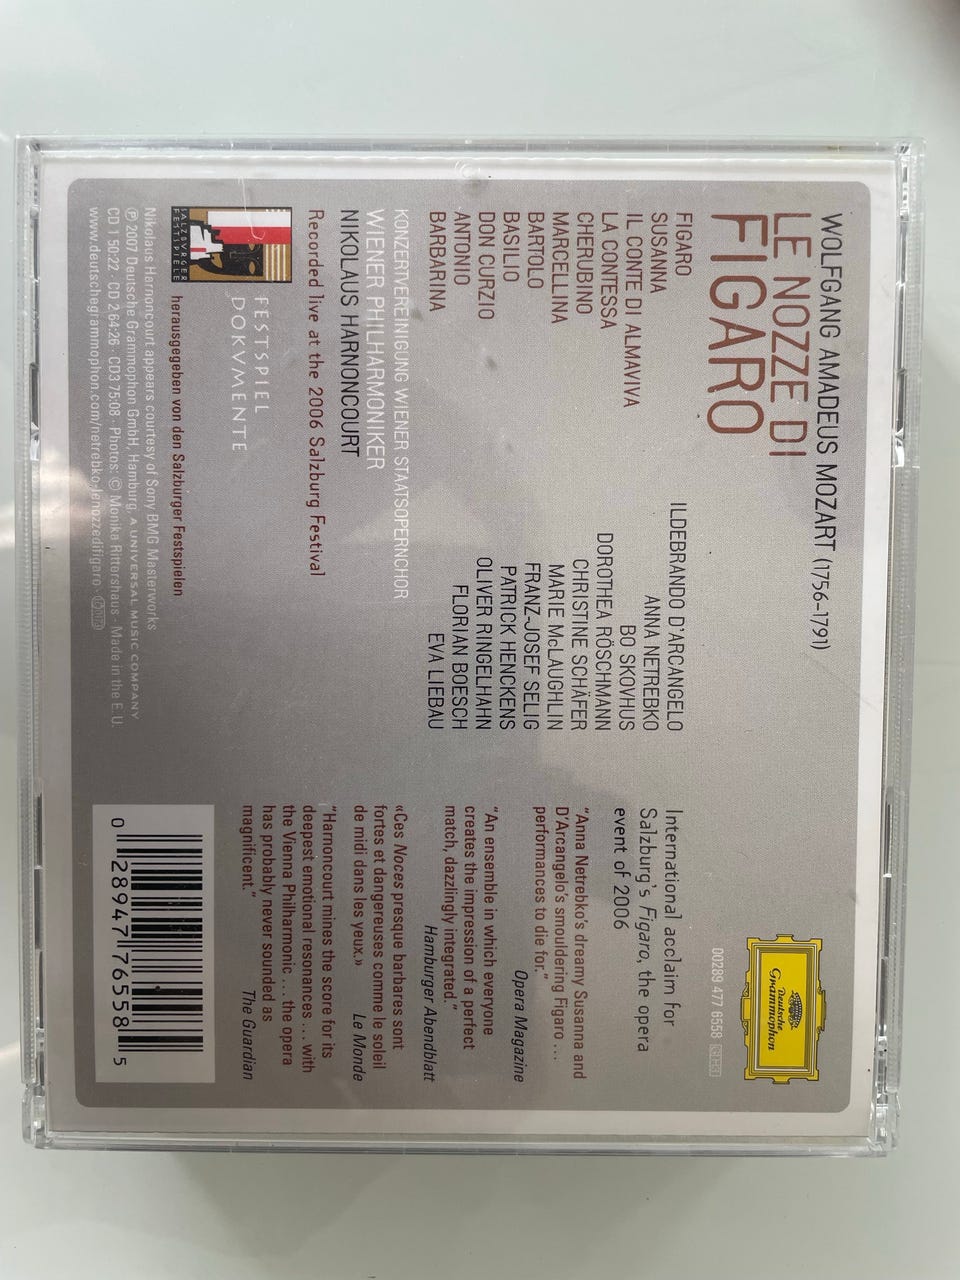 WOLFGANG AMADEUS MOZART (1756–1791)
LE NOZZE DI
FIGARO
FIGARO ILDEBRANDO D'ARCANGELO
SUSANNA ANNA NETREBKO
IL CONTE DI ALMAVIVA BO SKOVHUS
LA CONTESSA DOROTHEA RÖSCHMANN
CHERUBINO CHRISTINE SCHÄFER
MARCELLINA MARIE McLAUGHLIN
BARTOLO FRANZ-JOSEF SELIG
BASILIO PATRICK HENCKENS
DON CURZIO OLIVER RINGELHAHN
ANTONIO FLORIAN BOESCH
BARBARINA EVA LIEBAU
KONZERTVEREINIGUNG WIENER STAATSOPERNCHOR
WIENER PHILHARMONIKER
NIKOLAUS HARNONCOURT
Recorded live at the 2006 Salzburg Festival
SALZBVRGER
FESTSPIELE
FESTSPIEL
DOKVMENTE
herausgegeben von den Salzburger Festspielen
Nikolaus Harnoncourt appears courtesy of Sony BMG Masterworks
℗ 2007 Deutsche Grammophon GmbH, Hamburg. A UNIVERSAL MUSIC COMPANY
CD 1 50:22 · CD 2 64:26 · CD3 75:08 · Photos: © Monika Rittershaus · Made in the E.U.
www.deutschegrammophon.com/netrebko-lenozzedifigaro ·
Deutsche
Grammophon
00289 477 6558 GH3
International acclaim for
Salzburg's Figaro, the opera
event of 2006
"Anna Netrebko's dreamy Susanna and
D'Arcangelo's smouldering Figaro ...
performances to die for."
Opera Magazine
"An ensemble in which everyone
creates the impression of a perfect
match, dazzlingly integrated."
Hamburger Abendblatt
«Ces Noces presque barbares sont
fortes et dangereuses comme le soleil
de midi dans les yeux.»
Le Monde
"Harnoncourt mines the score for its
deepest emotional resonances ... with
the Vienna Philharmonic ... the opera
has probably never sounded as
magnificent."
The Guardian
0 28947 76558 5